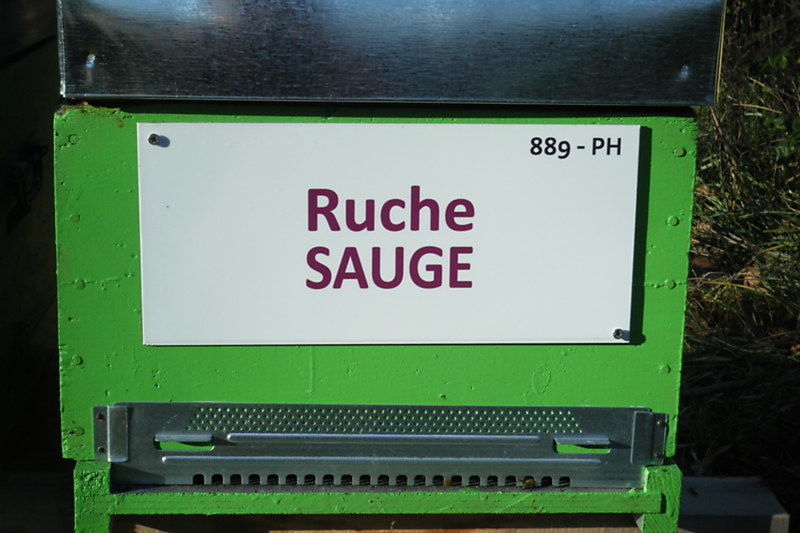 889 - PH
Ruche
SAUGE